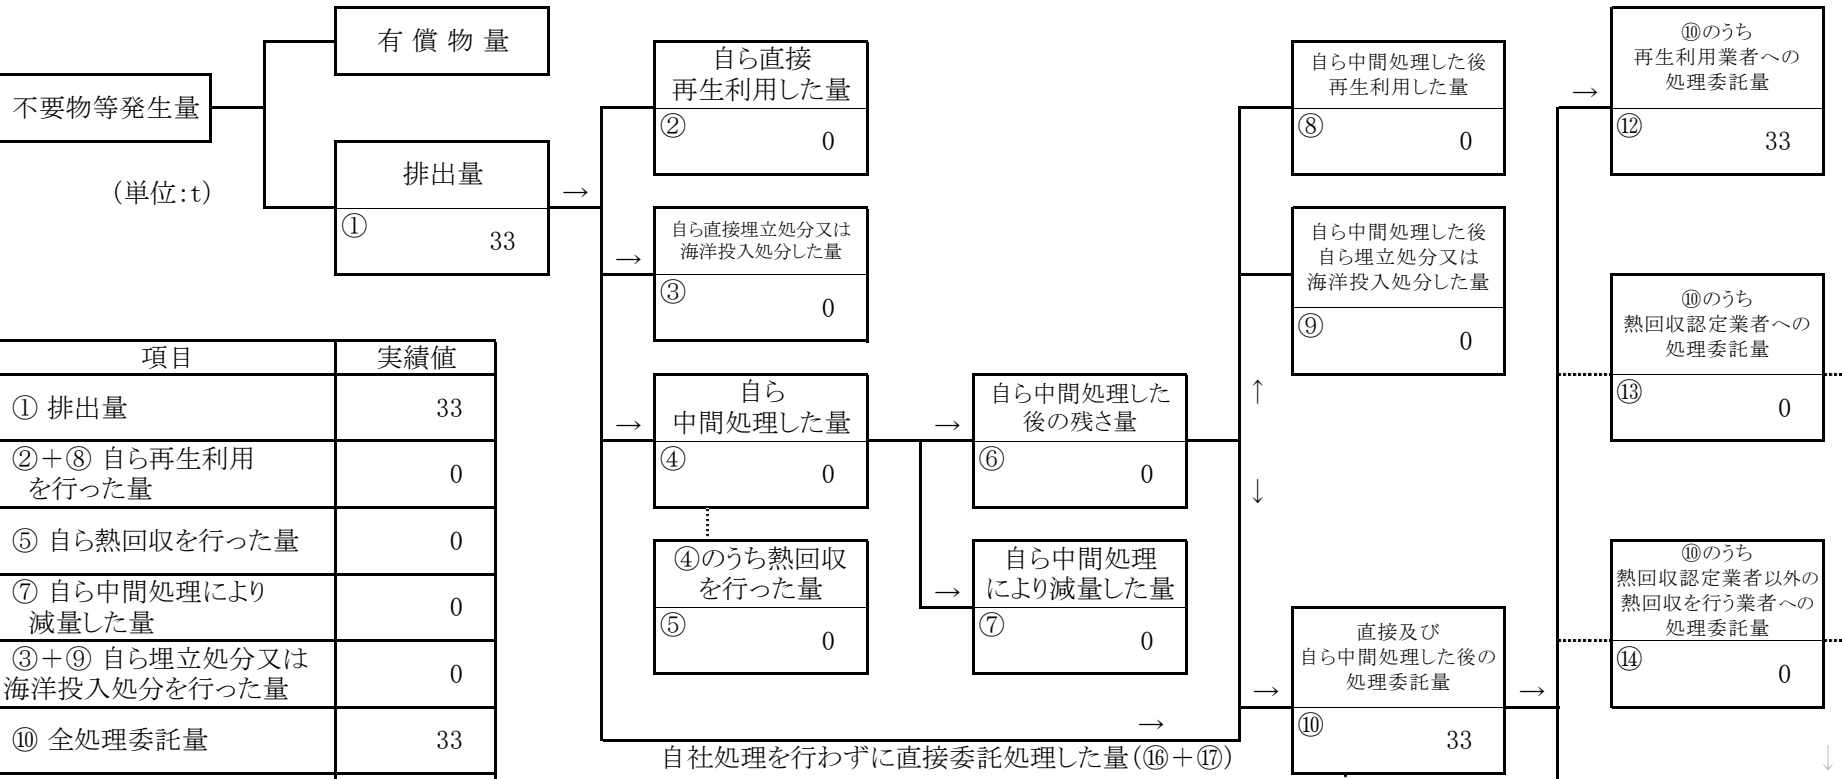 有 償 物 量
不要物等発生量
(単位:t)
排出量
①
33
→
自ら直接
再生利用した量
②
0
→
自ら直接埋立処分又は
海洋投入処分した量
③
0
→
自ら
中間処理した量
④
0
④のうち熱回収
を行った量
⑤
0
→
自ら中間処理した
後の残さ量
⑥
0
→
自ら中間処理
により減量した量
⑦
0
自ら中間処理した後
再生利用した量
⑧
0
自ら中間処理した後
自ら埋立処分又は
海洋投入処分した量
⑨
0
↑
↓
→
自社処理を行わずに直接委託処理した量(⑯+⑰)
→
直接及び
自ら中間処理した後の
処理委託量
⑩
33
→
→
⑩のうち
再生利用業者への
処理委託量
⑫
33
⑩のうち
熱回収認定業者への
処理委託量
⑬
0
⑩のうち
熱回収認定業者以外の
熱回収を行う業者への
処理委託量
⑭
0
↓
項目 実績値
① 排出量 33
②+⑧ 自ら再生利用
を行った量 0
⑤ 自ら熱回収を行った量 0
⑦ 自ら中間処理により
減量した量 0
③+⑨ 自ら埋立処分又は
海洋投入処分を行った量 0
⑩ 全処理委託量 33